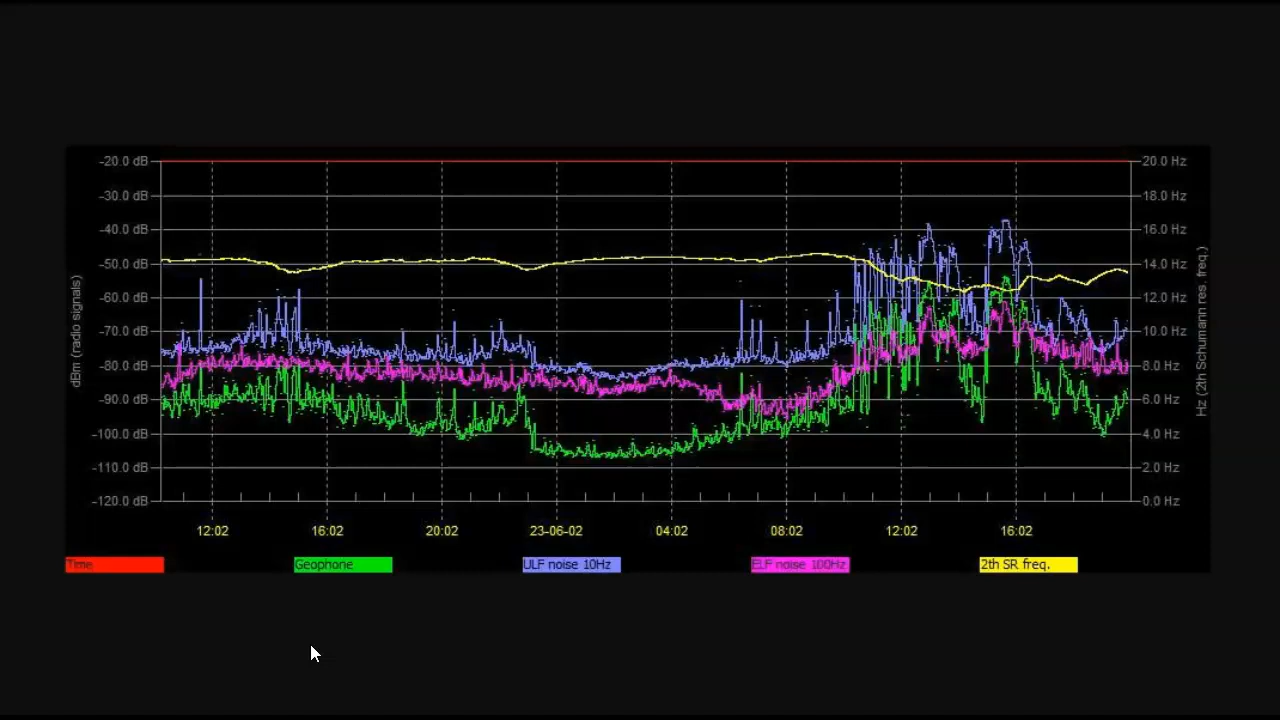 -20.0 dB
-30.0 dB
-40.0 dB
-50.0 dB
-60.0 dB
-70.0 dB
-80.0 dB
-90.0 dB
-100.0 dB
-110.0 dB
-120.0 dB
dBm (radio signals)
20.0 Hz
18.0 Hz
16.0 Hz
14.0 Hz
12.0 Hz
10.0 Hz
8.0 Hz
6.0 Hz
4.0 Hz
2.0 Hz
0.0 Hz
Hz (2th Schumann res. freq.)
12:02 16:02 20:02 23-06-02 04:02 08:02 12:02 16:02
Time Geophone ULF noise 10Hz ELF noise 100Hz 2th SR freq.